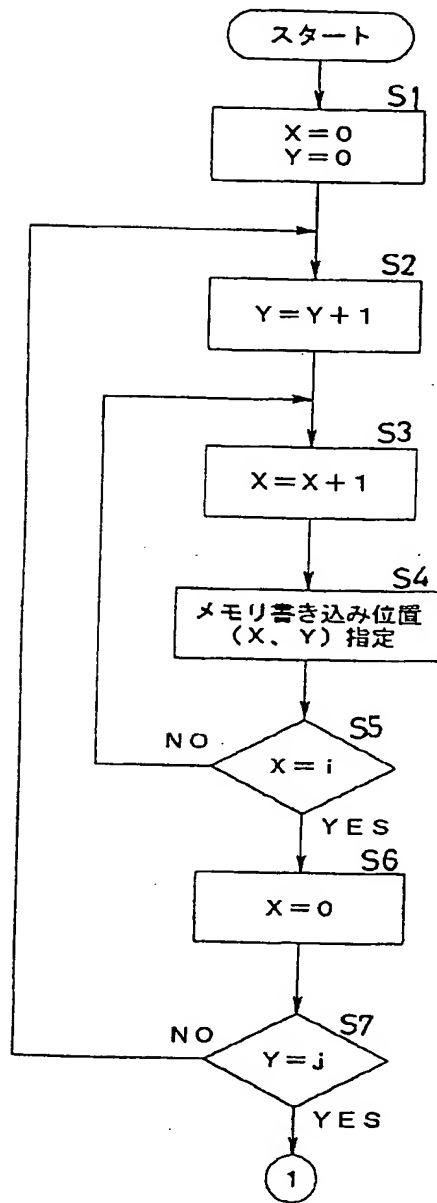 スタート
S1
X=0
Y=0
S2
Y=Y+1
S3
X=X+1
S4
メモリ書き込み位置
(X、Y)指定
S5
NO
X=i
YES
S6
X=0
S7
NO
Y=j
YES
1